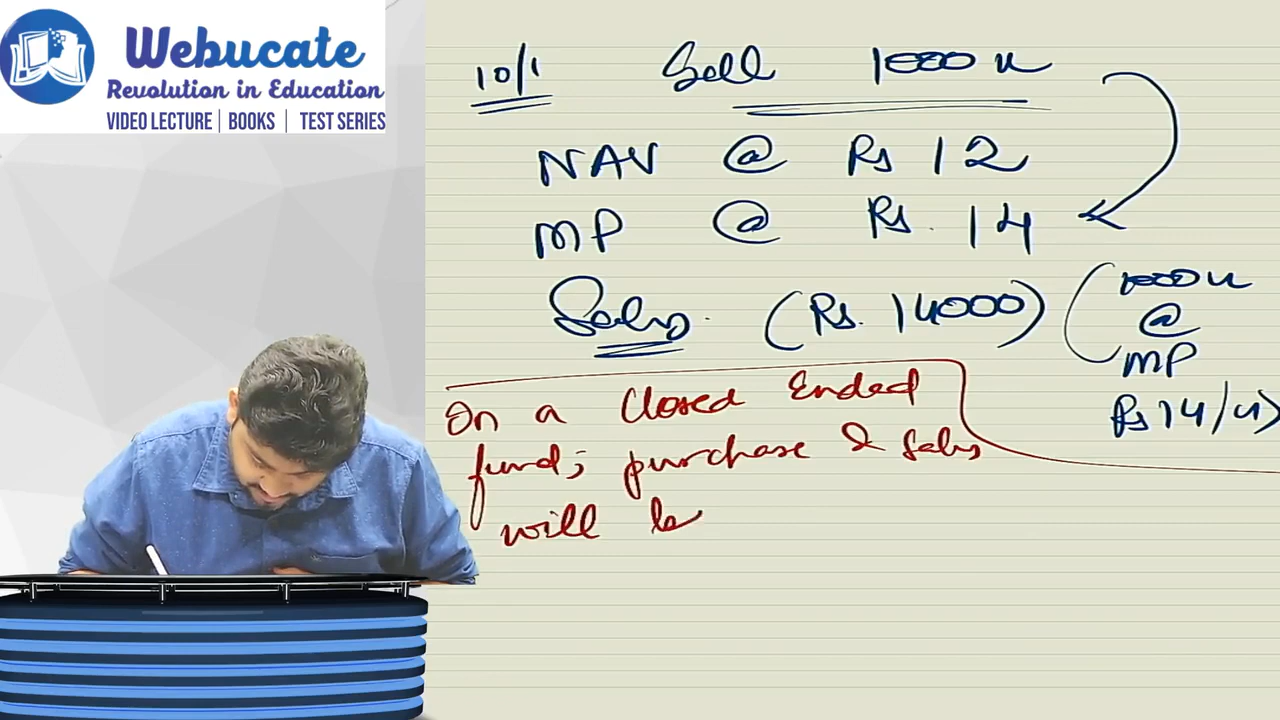 Webucate
Revolution in Education
VIDEO LECTURE | BOOKS | TEST SERIES
10/1 Sell 1000 u
NAV @ Rs 12
MP @ Rs. 14
Sales. (Rs. 14000) (1000 u
@
MP
Rs 14/u)
On a Closed Ended
fund; purchase & Sales
will be